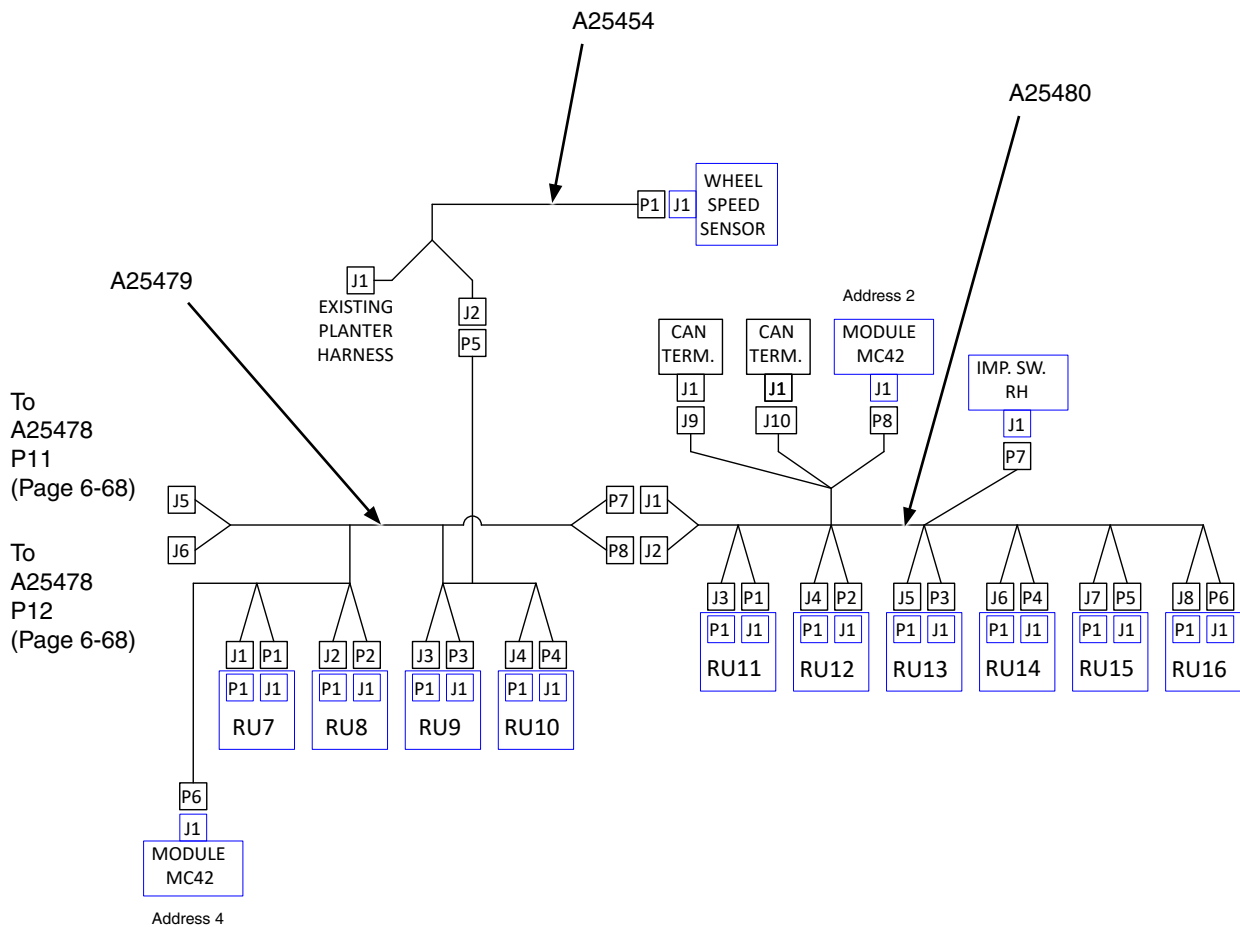 A25454
A25480
WHEEL
SPEED
SENSOR
P1 J1
A25479
J1
EXISTING
PLANTER
HARNESS
J2
P5
Address 2
CAN
TERM.
CAN
TERM.
MODULE
MC42
IMP. SW.
RH
J1
J1
J1
J1
J9
J10
P8
P7
To
A25478
P11
(Page 6-68)
J5
P7 J1
J6
P8 J2
To
A25478
P12
(Page 6-68)
J3 P1 J4 P2 J5 P3 J6 P4 J7 P5 J8 P6
P1 J1 P1 J1 P1 J1 P1 J1 P1 J1 P1 J1
RU11 RU12 RU13 RU14 RU15 RU16
J1 P1 J2 P2 J3 P3 J4 P4
P1 J1 P1 J1 P1 J1 P1 J1
RU7 RU8 RU9 RU10
P6
J1
MODULE
MC42
Address 4